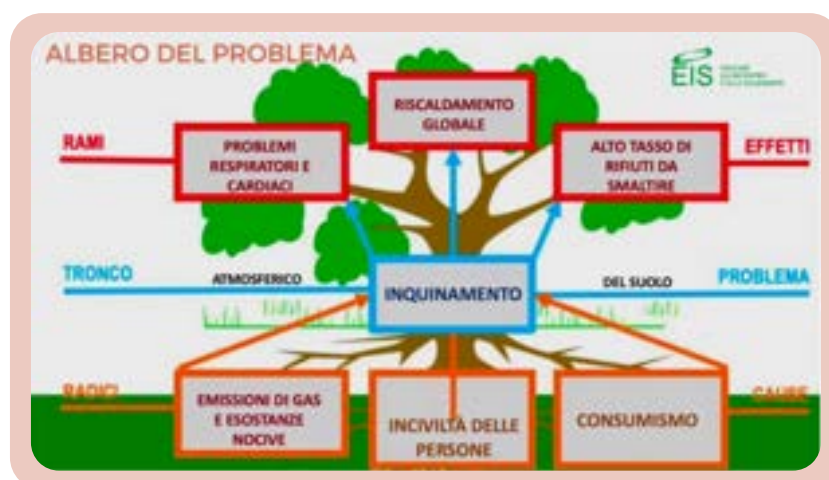 ALBERO DEL PROBLEMA
EIS
RISCALDAMENTO
GLOBALE
RAMI
PROBLEMI
RESPIRATORI E
CARDIACI
ALTO TASSO DI
RIFIUTI DA
SMALTIRE
EFFETTI
TRONCO
ATMOSFERICO
INQUINAMENTO
DEL SUOLO
PROBLEMA
RADICI
EMISSIONI DI GAS
E ESOSTANZE
NOCIVE
INCIVILTÀ DELLE
PERSONE
CONSUMISMO
CAUSE